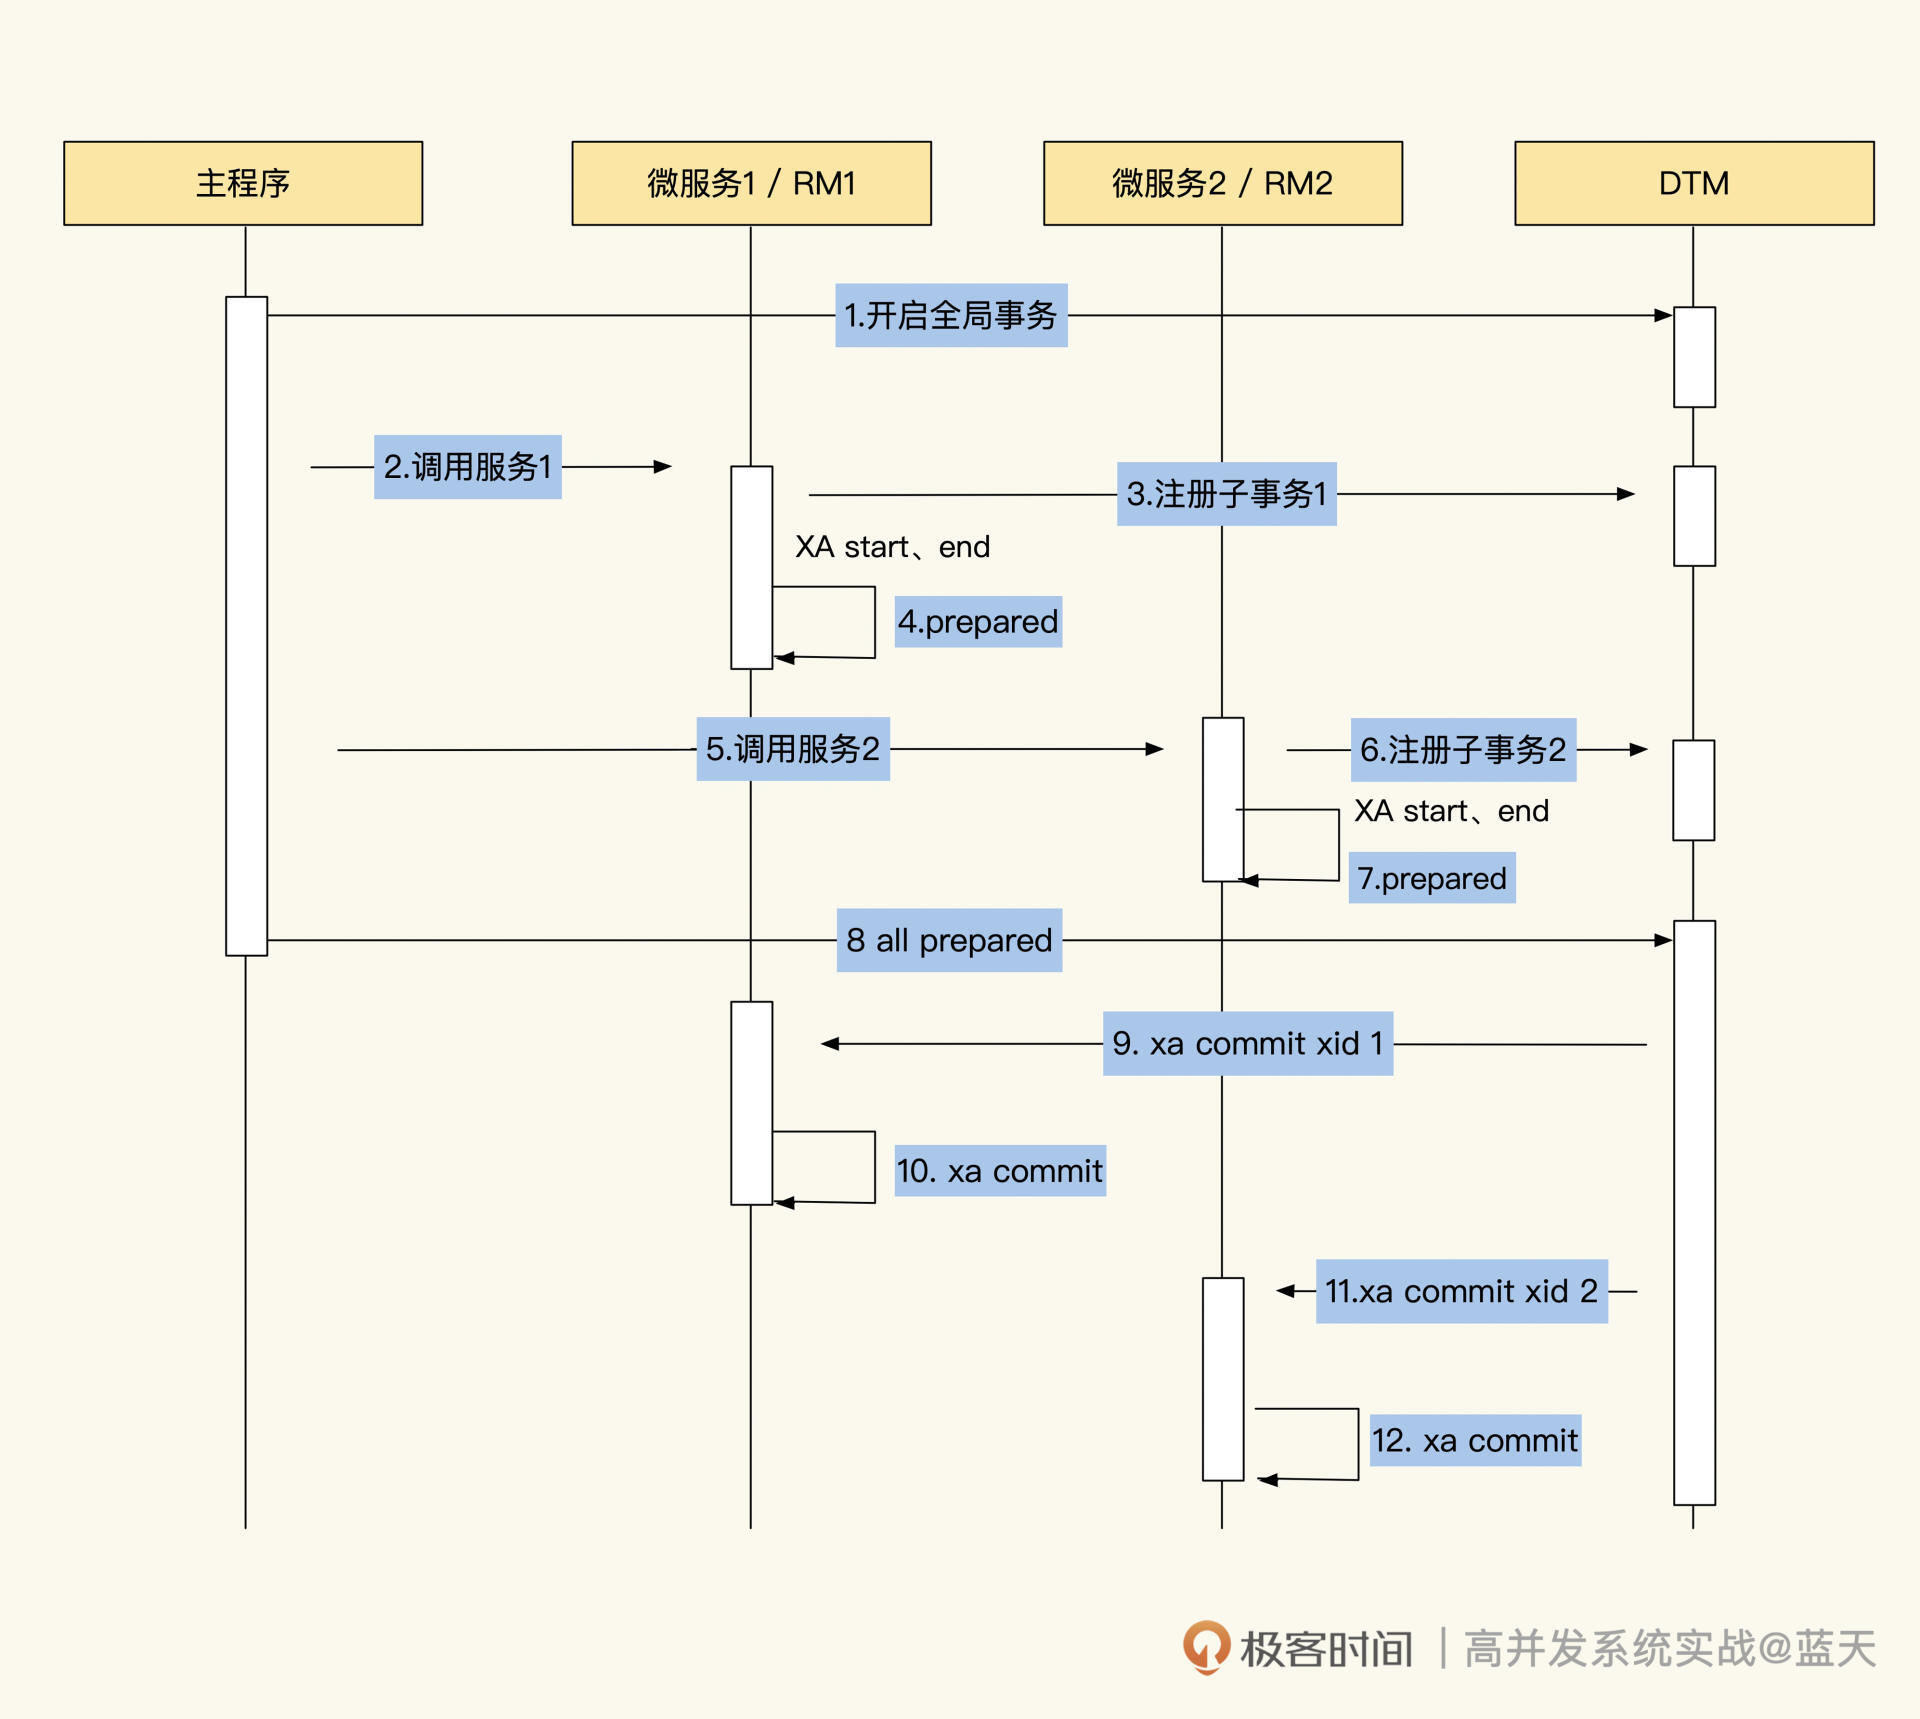 主程序
微服务1 / RM1
微服务2 / RM2
DTM
1.开启全局事务
2.调用服务1
3.注册子事务1
XA start、end
4.prepared
5.调用服务2
6.注册子事务2
XA start、end
7.prepared
8 all prepared
9. xa commit xid 1
10. xa commit
11.xa commit xid 2
12. xa commit
极客时间 | 高并发系统实战@蓝天